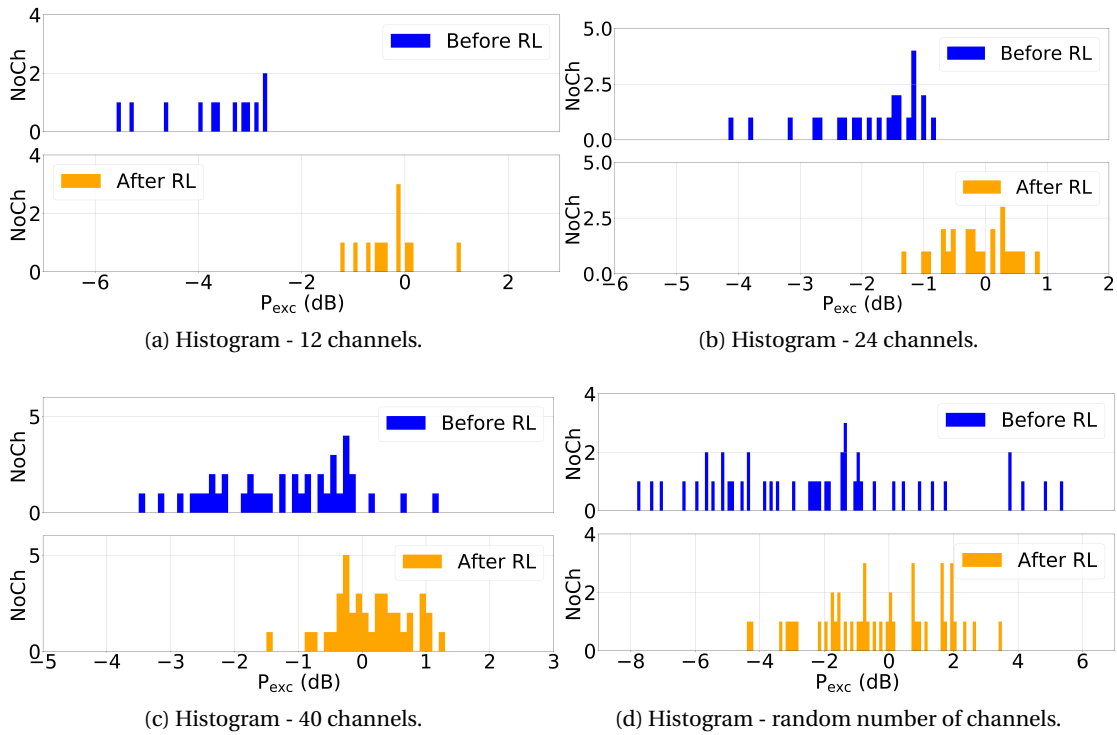 4
2
0
NoCh
Before RL
4
2
0
NoCh
After RL
−6 −4 −2 0 2
P_exc (dB)
(a) Histogram - 12 channels.
5.0
2.5
0.0
NoCh
Before RL
5.0
2.5
0.0
NoCh
After RL
−6 −5 −4 −3 −2 −1 0 1 2
P_exc (dB)
(b) Histogram - 24 channels.
5
0
NoCh
Before RL
5
0
NoCh
After RL
−5 −4 −3 −2 −1 0 1 2 3
P_exc (dB)
(c) Histogram - 40 channels.
4
2
0
NoCh
Before RL
4
2
0
NoCh
After RL
−8 −6 −4 −2 0 2 4 6
P_exc (dB)
(d) Histogram - random number of channels.